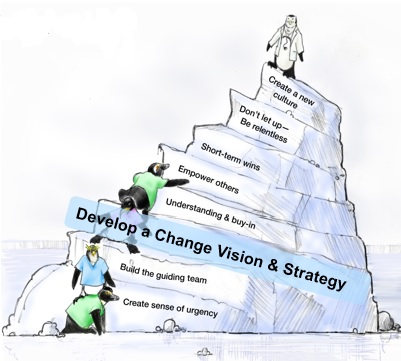 Create a new
culture
Don't let up—
Be relentless
Short-term wins
Empower others
Understanding & buy-in
Develop a Change Vision & Strategy
Build the guiding team
Create sense of urgency